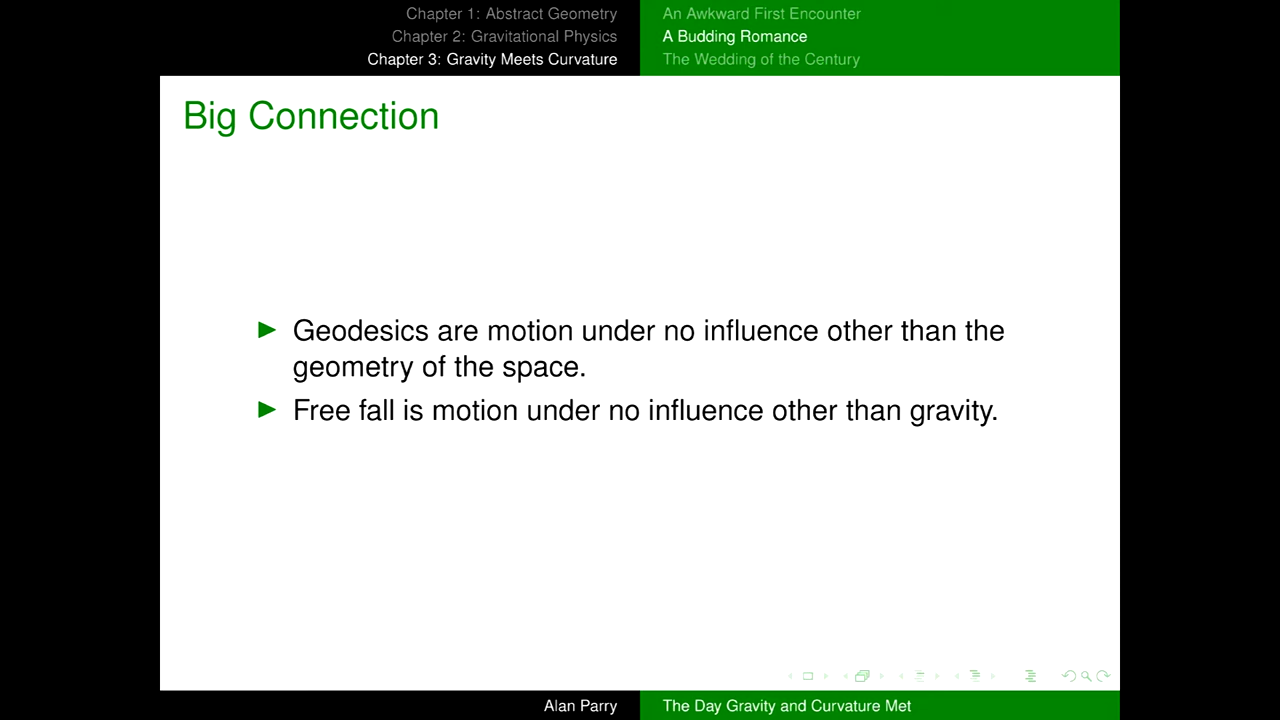 Chapter 1: Abstract Geometry
Chapter 2: Gravitational Physics
Chapter 3: Gravity Meets Curvature
An Awkward First Encounter
A Budding Romance
The Wedding of the Century
Big Connection
Geodesics are motion under no influence other than the
geometry of the space.
Free fall is motion under no influence other than gravity.
Alan Parry
The Day Gravity and Curvature Met